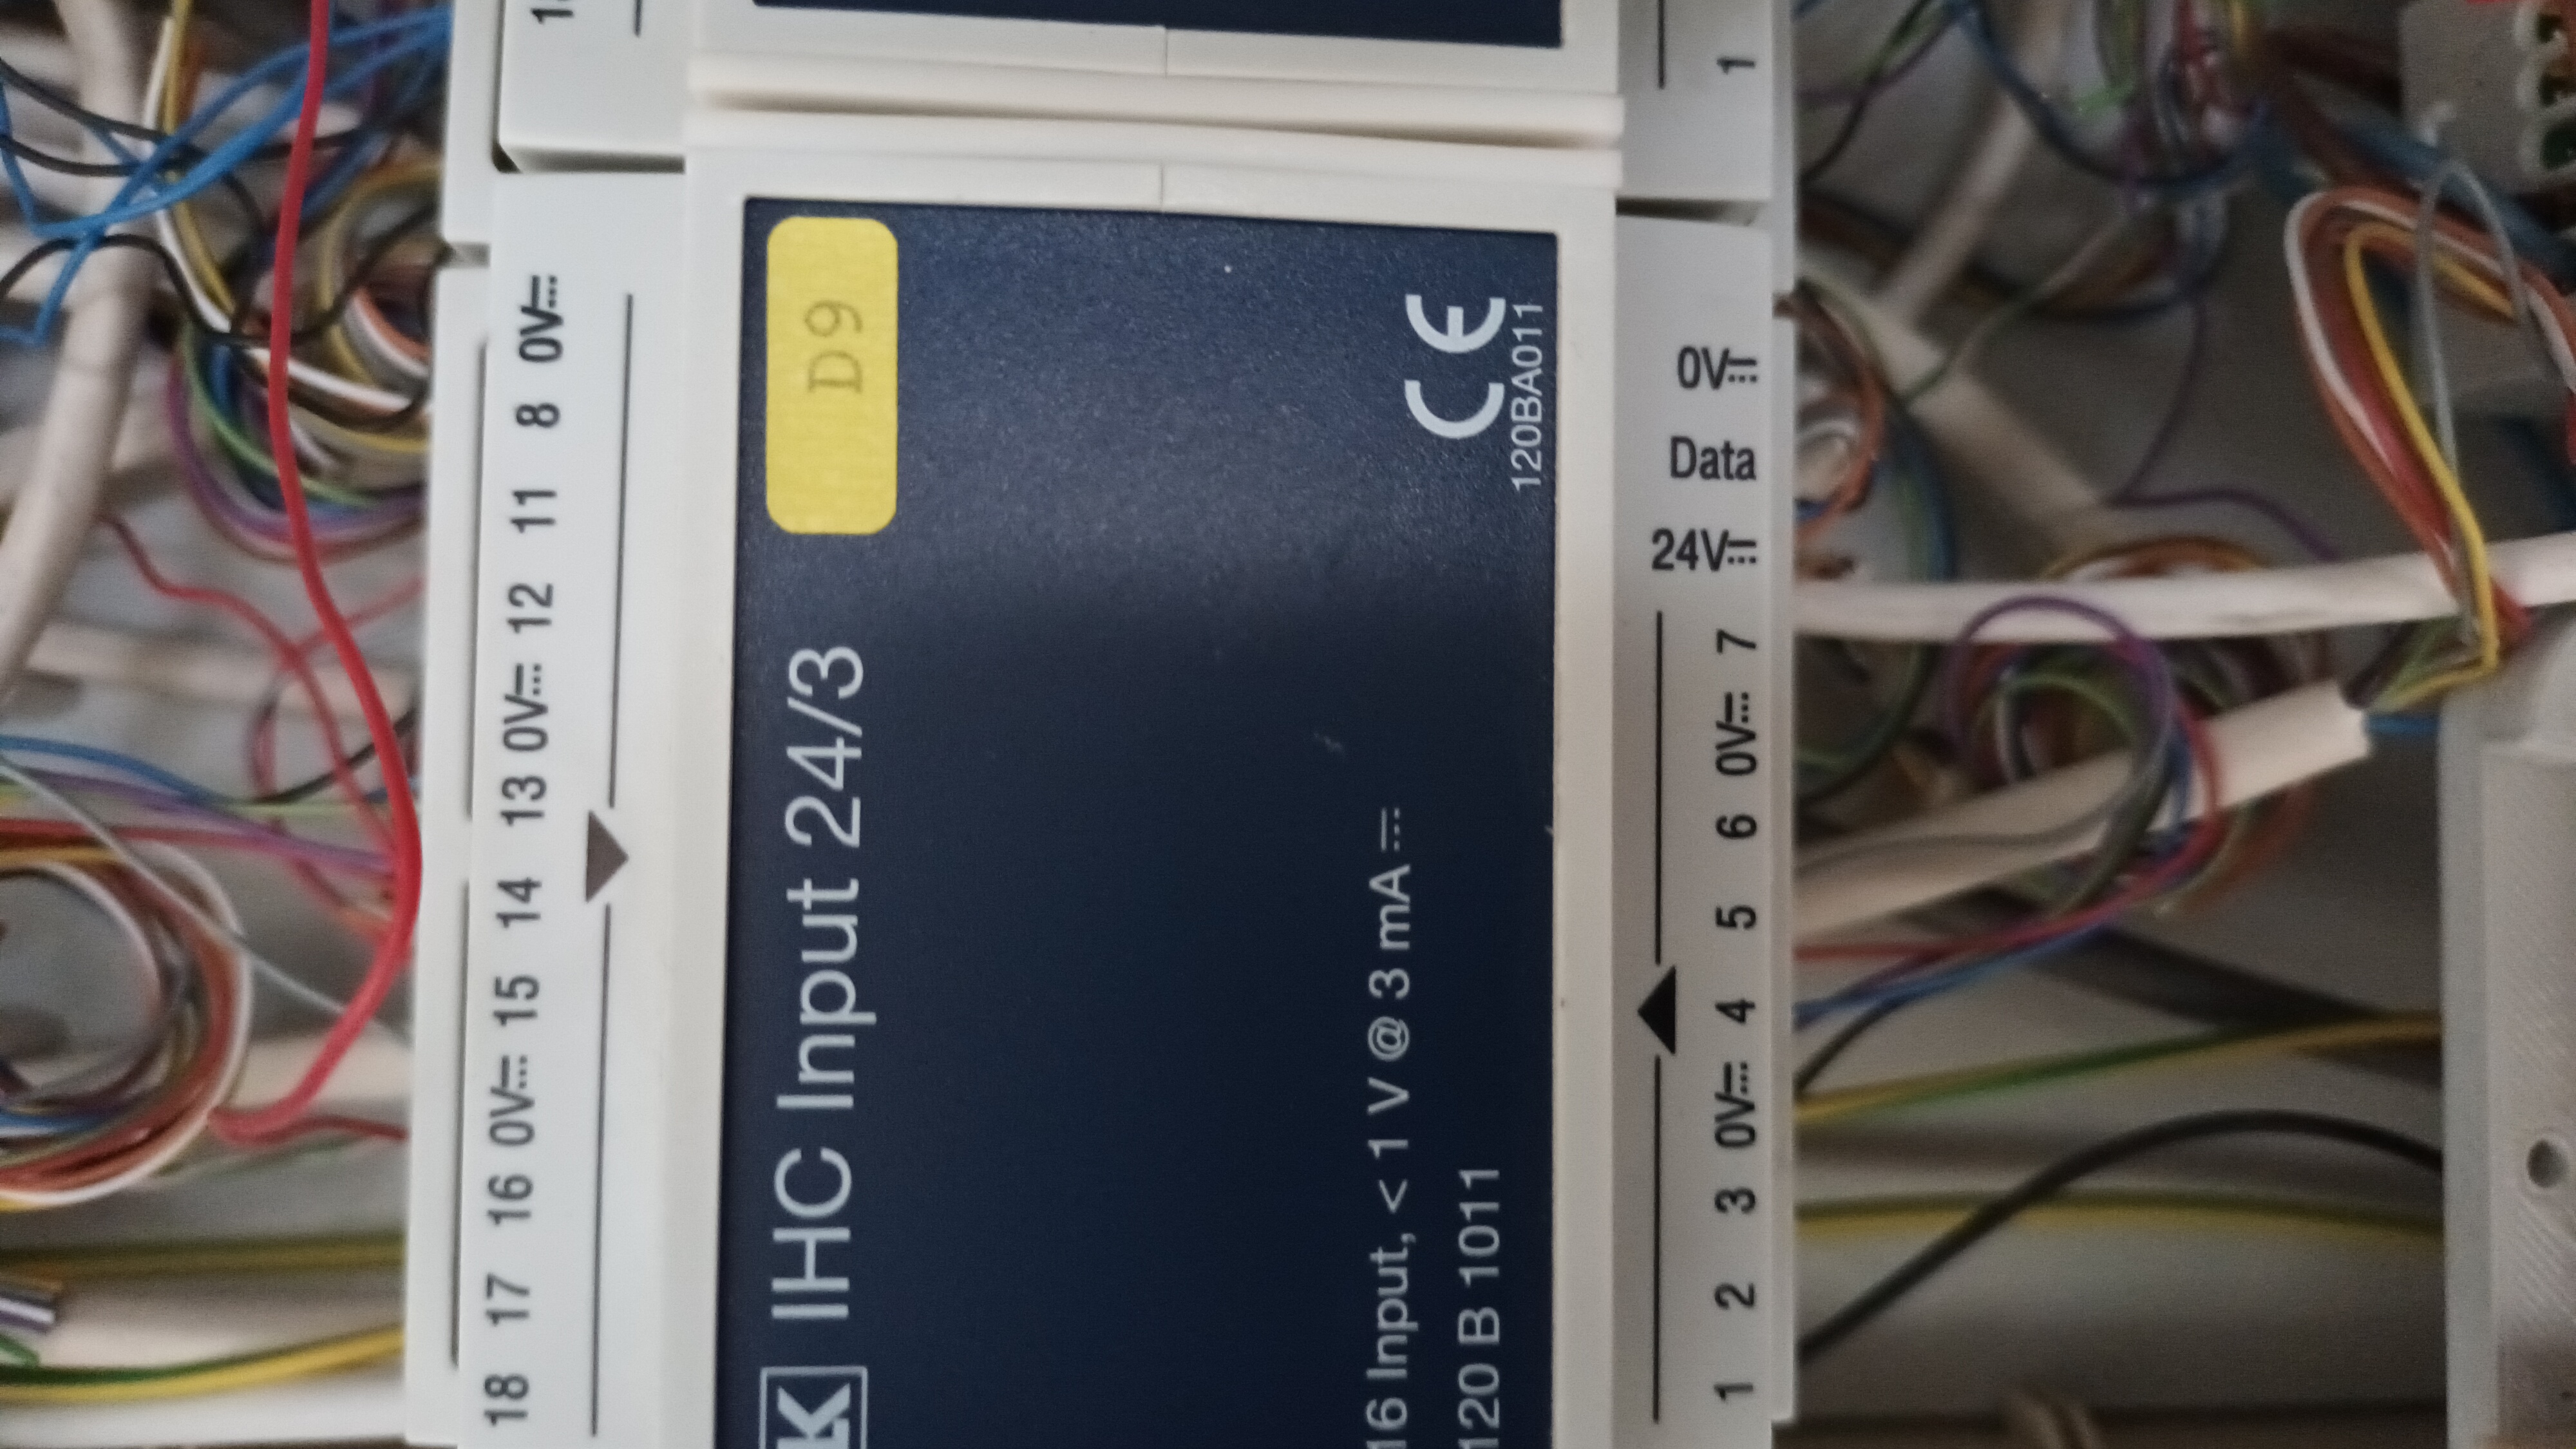 18 17 16 0V⎓ 15 14 13 0V⎓ 12 11 8 0V⎓
LK IHC Input 24/3
D9
16 Input, < 1 V @ 3 mA ⎓
120 B 1011
CE
120BA011
1 2 3 0V⎓ 4 5 6 0V⎓ 7 24V⎓ Data 0V⎓
1